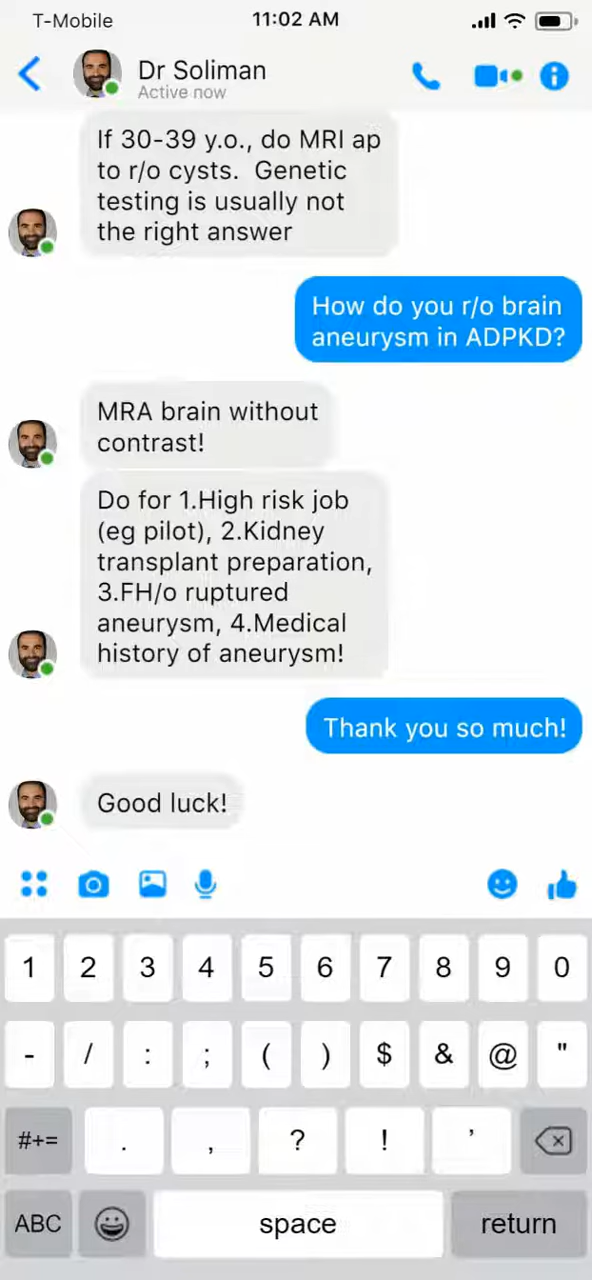 T-Mobile 11:02 AM
Dr Soliman
Active now
If 30-39 y.o., do MRI ap
to r/o cysts. Genetic
testing is usually not
the right answer
How do you r/o brain
aneurysm in ADPKD?
MRA brain without
contrast!
Do for 1.High risk job
(eg pilot), 2.Kidney
transplant preparation,
3.FH/o ruptured
aneurysm, 4.Medical
history of aneurysm!
Thank you so much!
Good luck!
1 2 3 4 5 6 7 8 9 0
- / : ; ( ) $ & @ "
#+= . , ? ! ’
ABC space return